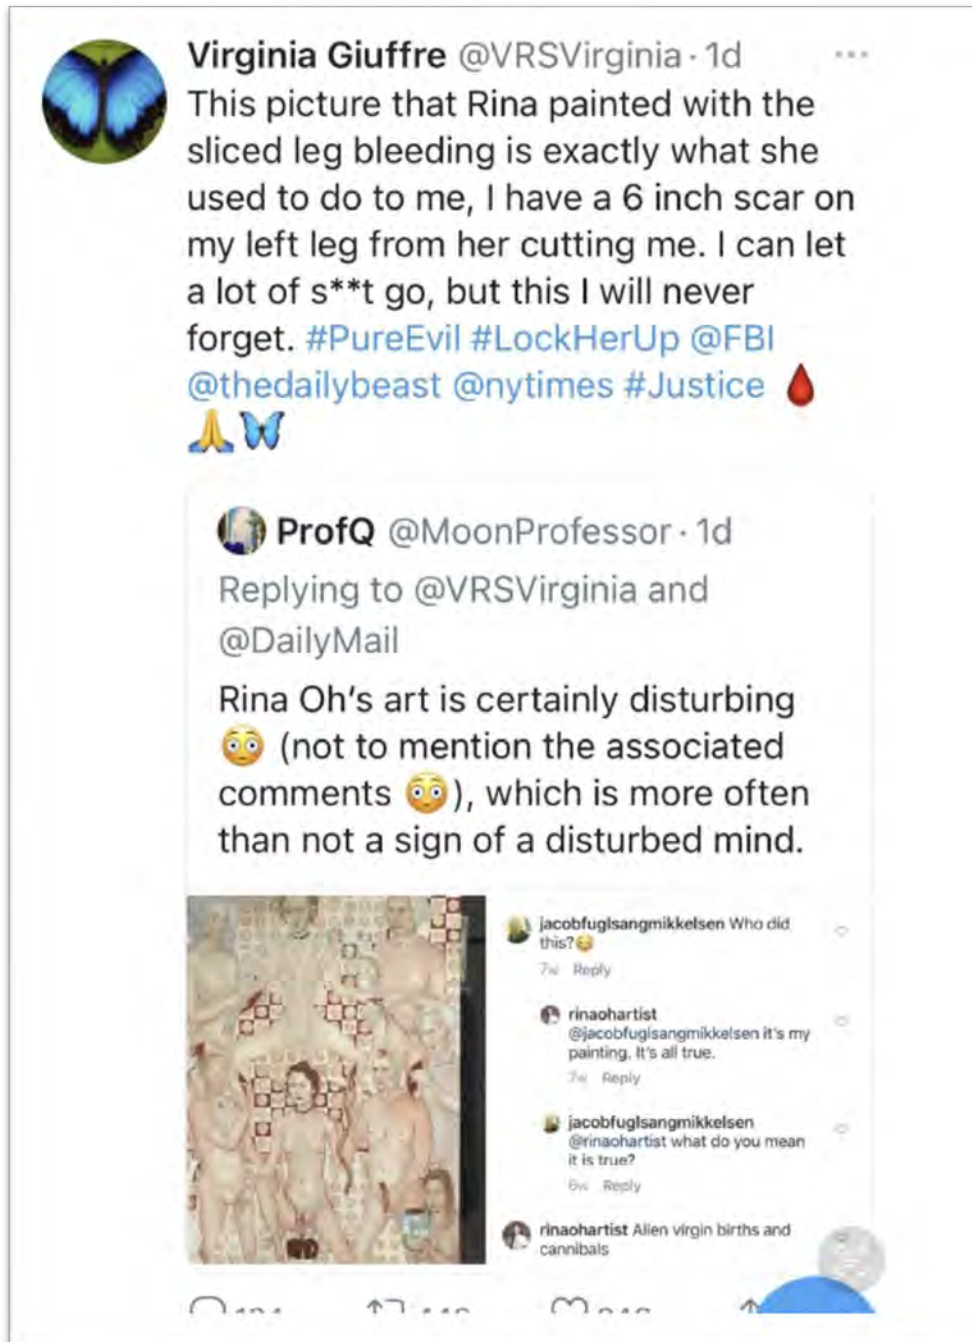 Virginia Giuffre @VRSVirginia · 1d
This picture that Rina painted with the
sliced leg bleeding is exactly what she
used to do to me, I have a 6 inch scar on
my left leg from her cutting me. I can let
a lot of s**t go, but this I will never
forget. #PureEvil #LockHerUp @FBI
@thedailybeast @nytimes #Justice 🩸
🙏🦋
ProfQ @MoonProfessor · 1d
Replying to @VRSVirginia and
@DailyMail
Rina Oh's art is certainly disturbing
😳 (not to mention the associated
comments 😳), which is more often
than not a sign of a disturbed mind.
jacobfuglsangmikkelsen Who did
this?😳
7w Reply
rinaohartist
@jacobfuglsangmikkelsen it's my
painting. It's all true.
7w Reply
jacobfuglsangmikkelsen
@rinaohartist what do you mean
it is true?
6w Reply
rinaohartist Alien virgin births and
cannibals